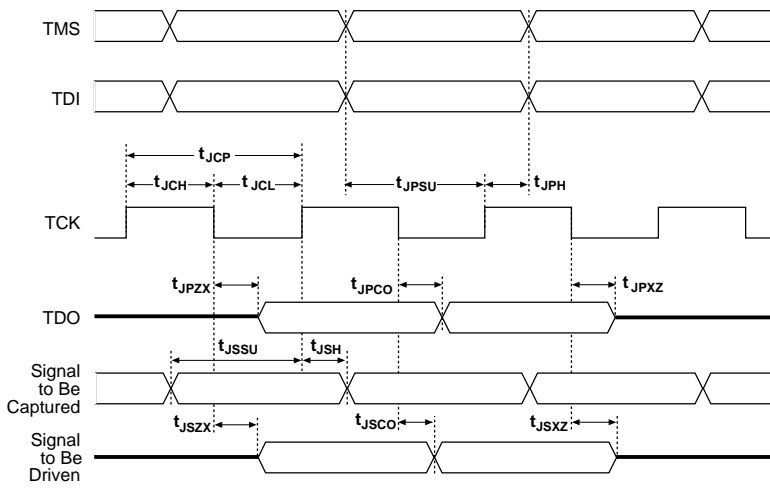 TMS
TDI
tJCP
tJCH
tJCL
tJPSU
tJPH
TCK
tJPZX
tJPCO
tJPXZ
TDO
tJSSU
tJSH
Signal
to Be
Captured
tJSZX
tJSCO
tJSXZ
Signal
to Be
Driven